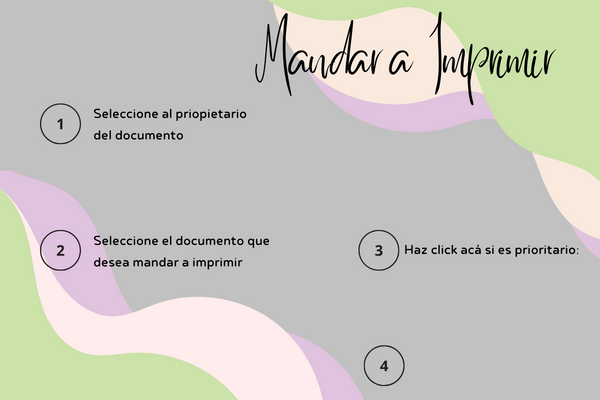 Mandar a Imprimir
1
Seleccione al priopietario
del documento
2
Seleccione el documento que
desea mandar a imprimir
3
Haz click acá si es prioritario:
4